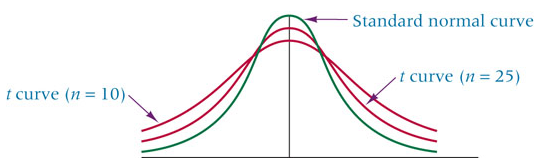 Standard normal curve
t curve (n = 25)
t curve (n = 10)